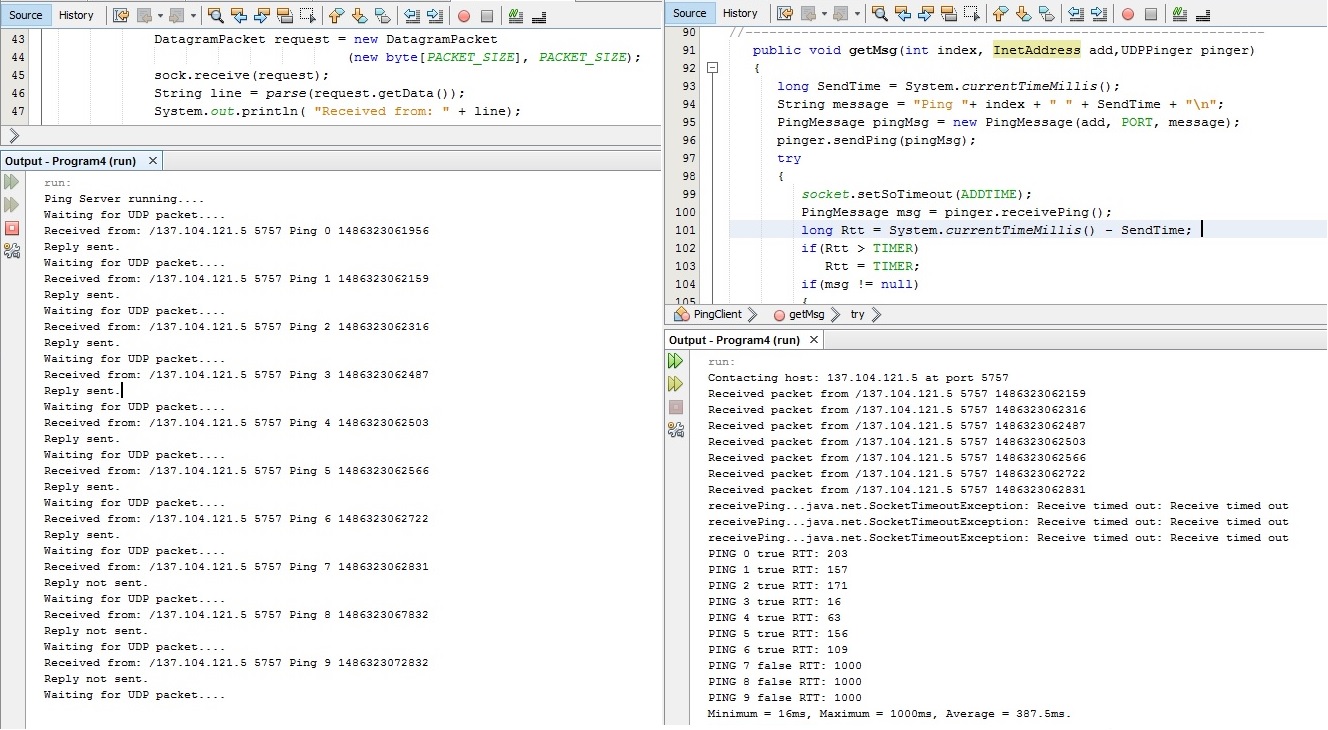 Source History
43 DatagramPacket request = new DatagramPacket
44 (new byte[PACKET_SIZE], PACKET_SIZE);
45 sock.receive(request);
46 String line = parse(request.getData());
47 System.out.println( "Received from: " + line);
Output - Program4 (run) ×
run:
Ping Server running....
Waiting for UDP packet....
Received from: /137.104.121.5 5757 Ping 0 1486323061956
Reply sent.
Waiting for UDP packet....
Received from: /137.104.121.5 5757 Ping 1 1486323062159
Reply sent.
Waiting for UDP packet....
Received from: /137.104.121.5 5757 Ping 2 1486323062316
Reply sent.
Waiting for UDP packet....
Received from: /137.104.121.5 5757 Ping 3 1486323062487
Reply sent.
Waiting for UDP packet....
Received from: /137.104.121.5 5757 Ping 4 1486323062503
Reply sent.
Waiting for UDP packet....
Received from: /137.104.121.5 5757 Ping 5 1486323062566
Reply sent.
Waiting for UDP packet....
Received from: /137.104.121.5 5757 Ping 6 1486323062722
Reply sent.
Waiting for UDP packet....
Received from: /137.104.121.5 5757 Ping 7 1486323062831
Reply not sent.
Waiting for UDP packet....
Received from: /137.104.121.5 5757 Ping 8 1486323067832
Reply not sent.
Waiting for UDP packet....
Received from: /137.104.121.5 5757 Ping 9 1486323072832
Reply not sent.
Waiting for UDP packet....
Source History
90 //----------------------------------------------------------------
91 public void getMsg(int index, InetAddress add,UDPPinger pinger)
92 {
93 long SendTime = System.currentTimeMillis();
94 String message = "Ping "+ index + " " + SendTime + "\n";
95 PingMessage pingMsg = new PingMessage(add, PORT, message);
96 pinger.sendPing(pingMsg);
97 try
98 {
99 socket.setSoTimeout(ADDTIME);
100 PingMessage msg = pinger.receivePing();
101 long Rtt = System.currentTimeMillis() - SendTime;
102 if(Rtt > TIMER)
103 Rtt = TIMER;
104 if(msg != null)
105 {
PingClient getMsg try
Output - Program4 (run) ×
run:
Contacting host: 137.104.121.5 at port 5757
Received packet from /137.104.121.5 5757 1486323062159
Received packet from /137.104.121.5 5757 1486323062316
Received packet from /137.104.121.5 5757 1486323062487
Received packet from /137.104.121.5 5757 1486323062503
Received packet from /137.104.121.5 5757 1486323062566
Received packet from /137.104.121.5 5757 1486323062722
Received packet from /137.104.121.5 5757 1486323062831
receivePing...java.net.SocketTimeoutException: Receive timed out: Receive timed out
receivePing...java.net.SocketTimeoutException: Receive timed out: Receive timed out
receivePing...java.net.SocketTimeoutException: Receive timed out: Receive timed out
PING 0 true RTT: 203
PING 1 true RTT: 157
PING 2 true RTT: 171
PING 3 true RTT: 16
PING 4 true RTT: 63
PING 5 true RTT: 156
PING 6 true RTT: 109
PING 7 false RTT: 1000
PING 8 false RTT: 1000
PING 9 false RTT: 1000
Minimum = 16ms, Maximum = 1000ms, Average = 387.5ms.